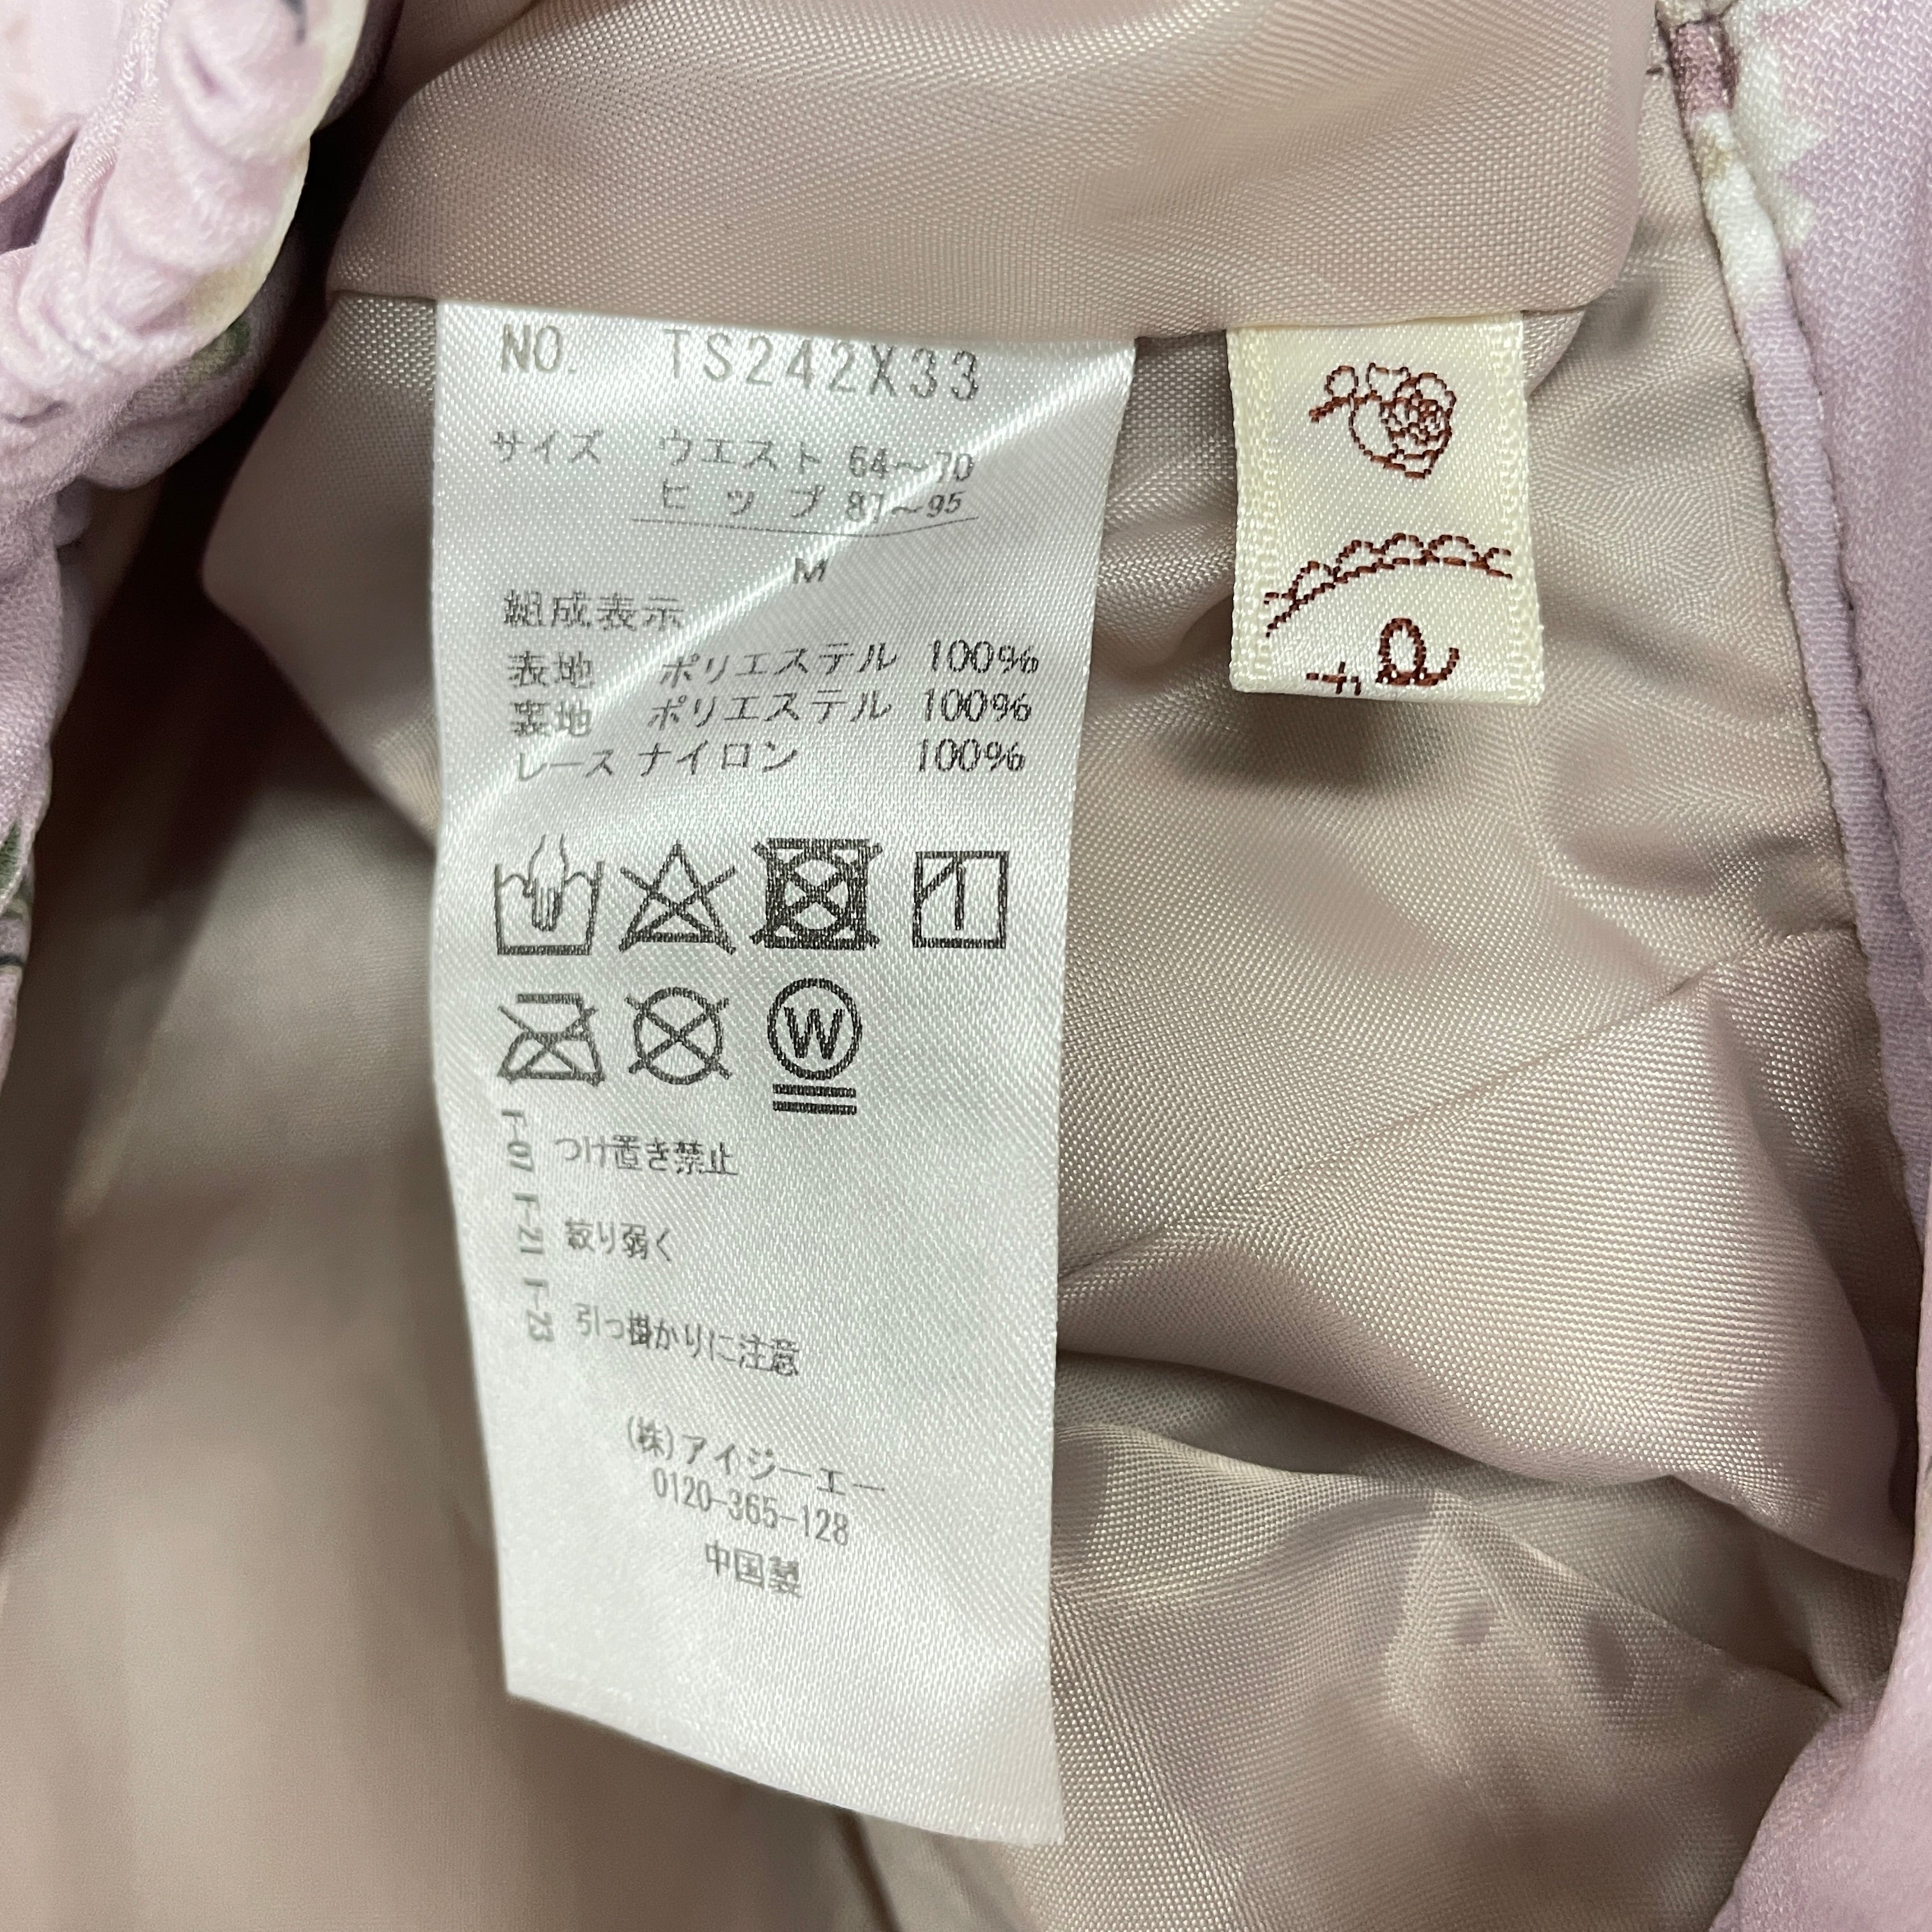 NO. TS242X33
サイズ ウエスト 64～70
ヒップ 87～95
M
組成表示
表地 ポリエステル 100%
裏地 ポリエステル 100%
レース ナイロン 100%
W
I-07 つけ置き禁止
I-21 絞り弱く
I-23 引っ掛かりに注意
(株)アイジーエー
0120-365-128
中国製